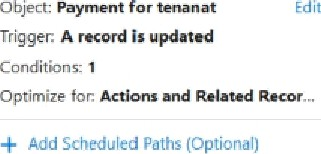 Object: Payment for tenanat Edit
Trigger: A record is updated
Conditions: 1
Optimize for: Actions and Related Recor...
+ Add Scheduled Paths (Optional)